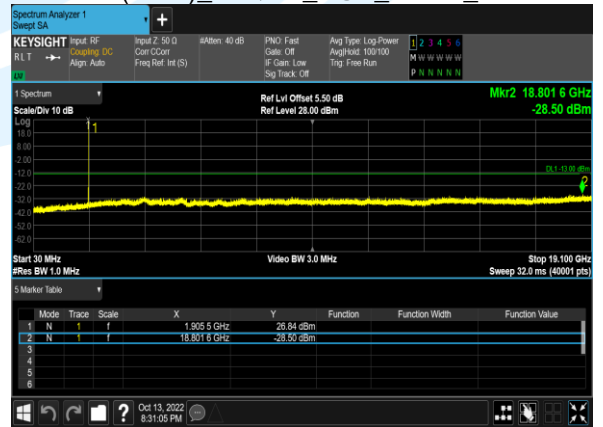 Spectrum Analyzer 1
Swept SA
+
KEYSIGHT Input: RF Input Z: 50 Ω #Atten: 40 dB PNO: Fast Avg Type: Log-Power 1 2 3 4 5 6
RLT Coupling: DC Corr CCorr Gate: Off Avg|Hold: 100/100 M W W W W W
Align: Auto Freq Ref: Int (S) IF Gain: Low Trig: Free Run P N N N N N
LU Sig Track: Off
1 Spectrum Ref Lvl Offset 5.50 dB Mkr2 18.801 6 GHz
Scale/Div 10 dB Ref Level 28.00 dBm -28.50 dBm
Log
1
18.0
8.00
-2.00
-12.0 DL1 -13.00 dBm
-22.0 2
-32.0
-42.0
-52.0
-62.0
Start 30 MHz Video BW 3.0 MHz Stop 19.100 GHz
#Res BW 1.0 MHz Sweep 32.0 ms (40001 pts)
5 Marker Table
Mode Trace Scale X Y Function Function Width Function Value
1 N 1 f 1.905 5 GHz 26.84 dBm
2 N 1 f 18.801 6 GHz -28.50 dBm
3
4
5
6
? Oct 13, 2022
8:31:05 PM